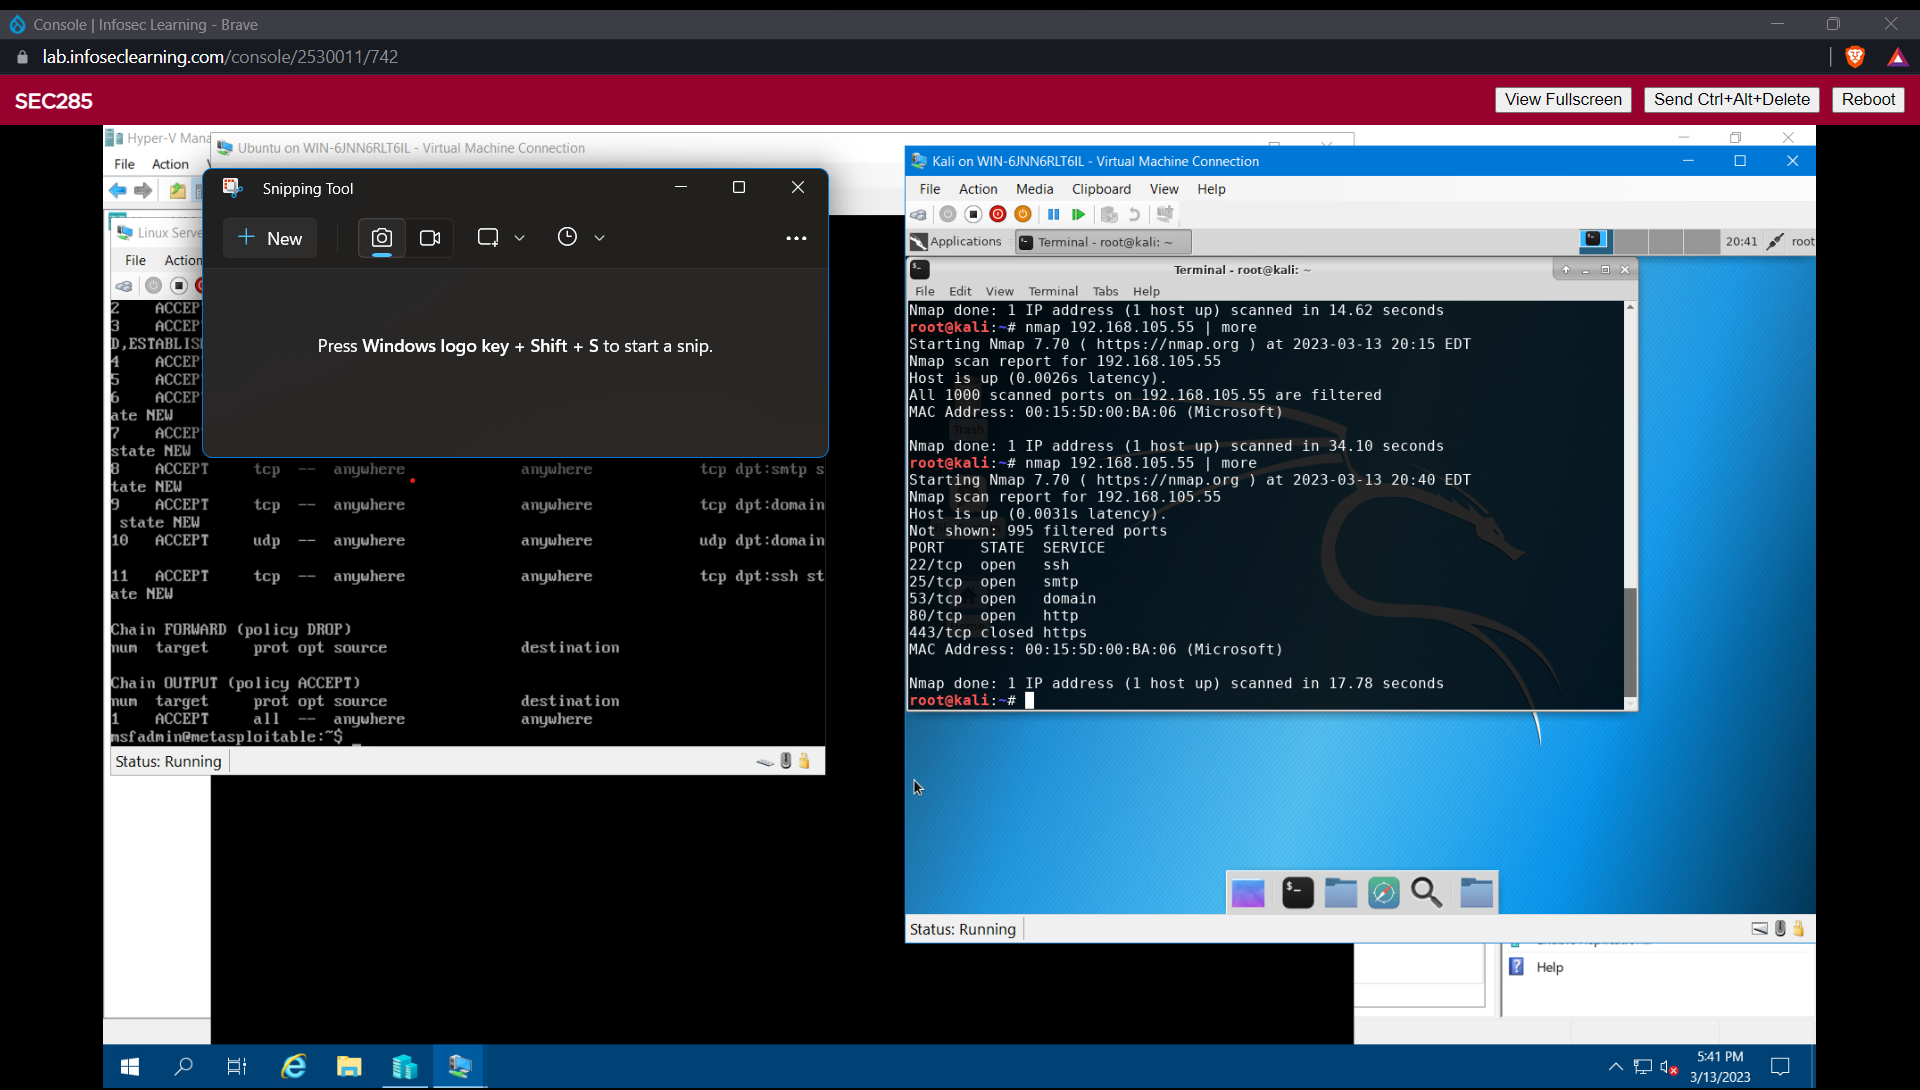 Console | Infosec Learning - Brave
lab.infoseclearning.com/console/2530011/742
SEC285
View Fullscreen
Send Ctrl+Alt+Delete
Reboot
Hyper-V Mana
File Action
Ubuntu on WIN-6JNN6RLT6IL - Virtual Machine Connection
Linux Serve
File Action
Snipping Tool
New
Press Windows logo key + Shift + S to start a snip.
2 ACCEP
3 ACCEP
D,ESTABLIS
4 ACCEP
5 ACCEP
6 ACCEP
ate NEW
7 ACCEP
state NEW
8 ACCEPT tcp -- anywhere anywhere tcp dpt:smtp s
tate NEW
9 ACCEPT tcp -- anywhere anywhere tcp dpt:domain
state NEW
10 ACCEPT udp -- anywhere anywhere udp dpt:domain
11 ACCEPT tcp -- anywhere anywhere tcp dpt:ssh st
ate NEW
Chain FORWARD (policy DROP)
num target prot opt source destination
Chain OUTPUT (policy ACCEPT)
num target prot opt source destination
1 ACCEPT all -- anywhere anywhere
msfadmin@metasploitable:~$ _
Status: Running
Kali on WIN-6JNN6RLT6IL - Virtual Machine Connection
File Action Media Clipboard View Help
Applications
Terminal - root@kali: ~
20:41
root
Terminal - root@kali: ~
File Edit View Terminal Tabs Help
Nmap done: 1 IP address (1 host up) scanned in 14.62 seconds
root@kali:~# nmap 192.168.105.55 | more
Starting Nmap 7.70 ( https://nmap.org ) at 2023-03-13 20:15 EDT
Nmap scan report for 192.168.105.55
Host is up (0.0026s latency).
All 1000 scanned ports on 192.168.105.55 are filtered
MAC Address: 00:15:5D:00:BA:06 (Microsoft)
Trash
Nmap done: 1 IP address (1 host up) scanned in 34.10 seconds
root@kali:~# nmap 192.168.105.55 | more
Starting Nmap 7.70 ( https://nmap.org ) at 2023-03-13 20:40 EDT
Nmap scan report for 192.168.105.55
Host is up (0.0031s latency).
Not shown: 995 filtered ports
PORT STATE SERVICE
22/tcp open ssh
25/tcp open smtp
53/tcp open domain
80/tcp open http
443/tcp closed https
MAC Address: 00:15:5D:00:BA:06 (Microsoft)
Nmap done: 1 IP address (1 host up) scanned in 17.78 seconds
root@kali:~#
Status: Running
Help
5:41 PM
3/13/2023